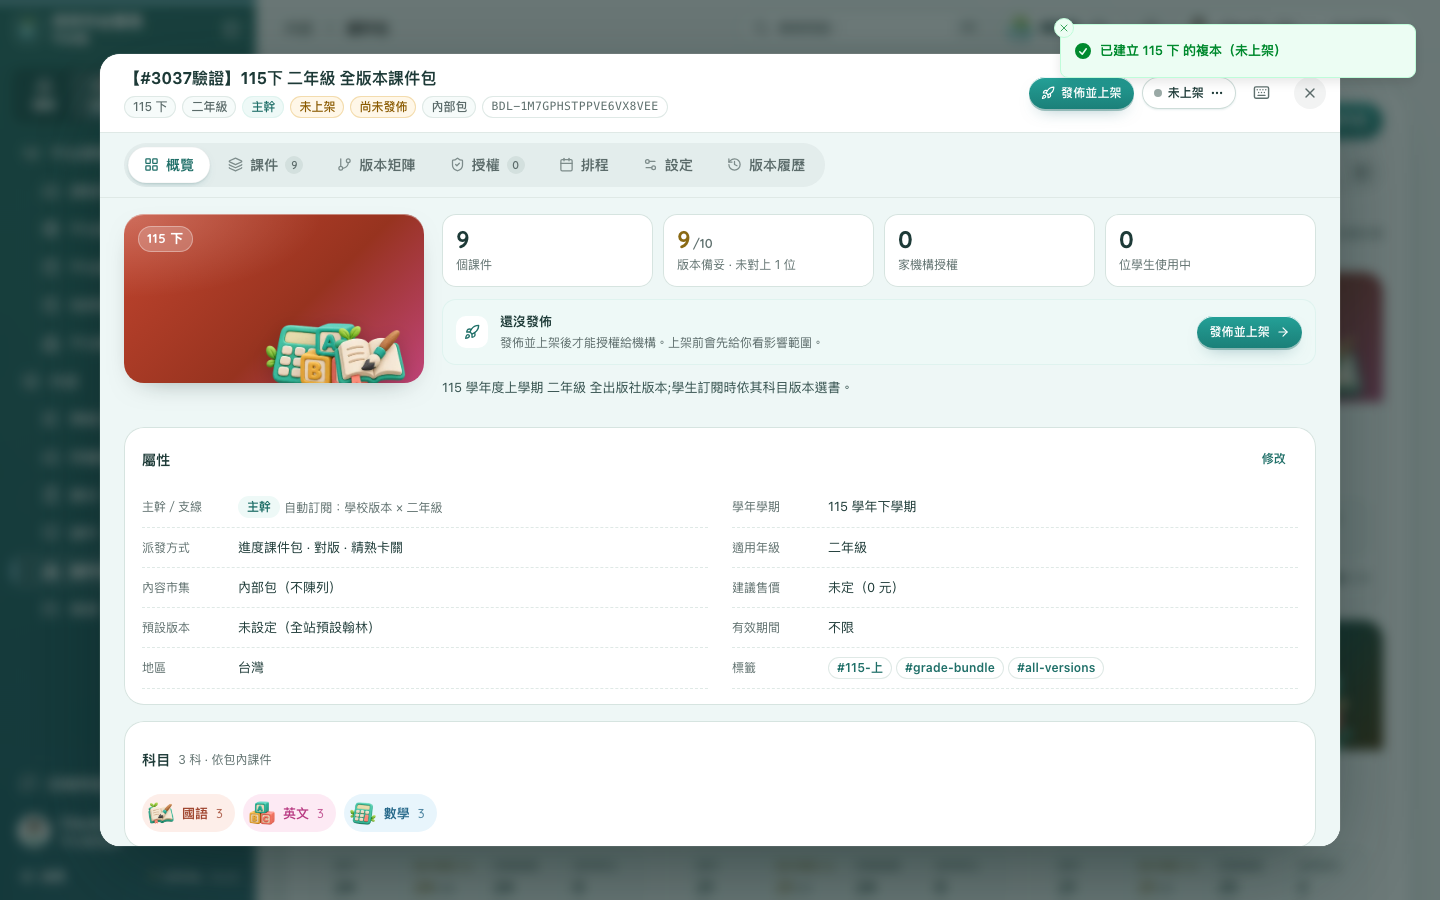 已建立 115 下 的複本（未上架）
【#3037驗證】115下 二年級 全版本課件包
115 下 二年級 主幹 未上架 尚未發佈 內部包 BDL-1M7GPHSTPPVE6VX8VEE
發佈並上架 未上架 ···
概覽 課件 9 版本矩陣 授權 0 排程 設定 版本履歷
115 下
9
個課件
9/10
版本備妥 · 未對上 1 位
0
家機構授權
0
位學生使用中
還沒發佈
發佈並上架後才能授權給機構。上架前會先給你看影響範圍。
發佈並上架
115 學年度上學期 二年級 全出版社版本;學生訂閱時依其科目版本選書。
屬性
修改
主幹 / 支線 主幹 自動訂閱：學校版本 × 二年級
學年學期 115 學年下學期
派發方式 進度課件包 · 對版 · 精熟卡關
適用年級 二年級
內容市集 內部包（不陳列）
建議售價 未定（0 元）
預設版本 未設定（全站預設翰林）
有效期間 不限
地區 台灣
標籤 #115-上 #grade-bundle #all-versions
科目 3 科 · 依包內課件
國語 3 英文 3 數學 3